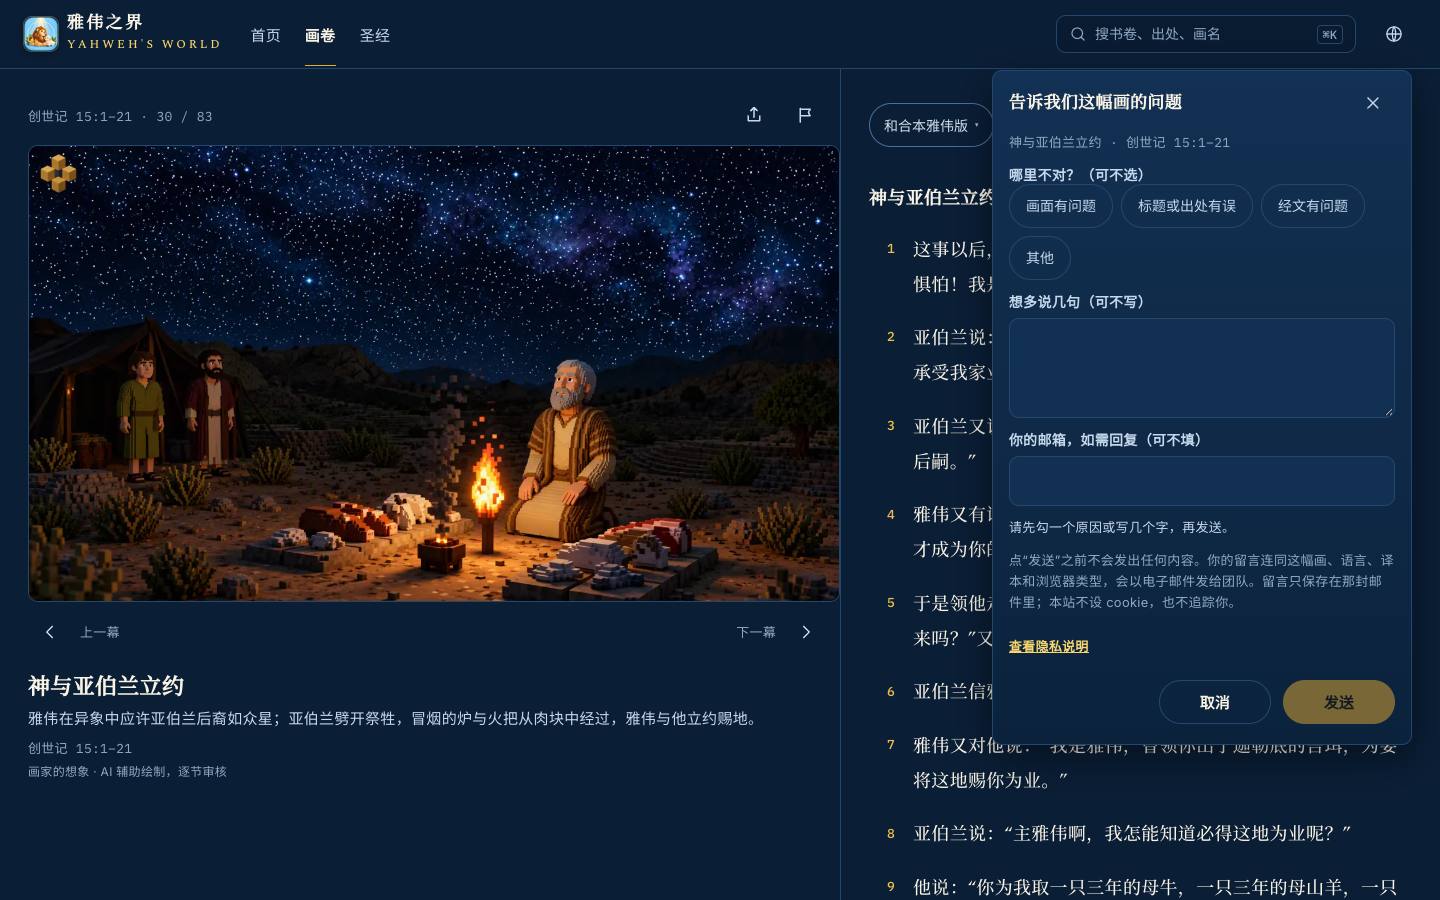 雅伟之界
YAHWEH'S WORLD
首页
画卷
圣经
搜书卷、出处、画名
⌘K
创世记 15:1–21 · 30 / 83
上一幕
下一幕
神与亚伯兰立约
雅伟在异象中应许亚伯兰后裔如众星；亚伯兰劈开祭牲，冒烟的炉与火把从肉块中经过，雅伟与他立约赐地。
创世记 15:1–21
画家的想象 · AI 辅助绘制，逐节审核
和合本雅伟版
神与亚伯兰立约
1 这事以后，
惧怕！我
2 亚伯兰说：
承受我家
3 亚伯兰又
后嗣。”
4 雅伟又有
才成为你
5 于是领他
来吗？”又
6 亚伯兰信
7 雅伟又对他说：“我是雅伟，曾领你出了迦勒底的吾珥，为要
将这地赐你为业。”
8 亚伯兰说：“主雅伟啊，我怎能知道必得这地为业呢？”
9 他说：“你为我取一只三年的母牛，一只三年的母山羊，一只
告诉我们这幅画的问题
神与亚伯兰立约 · 创世记 15:1–21
哪里不对？（可不选）
画面有问题
标题或出处有误
经文有问题
其他
想多说几句（可不写）
你的邮箱，如需回复（可不填）
请先勾一个原因或写几个字，再发送。
点“发送”之前不会发出任何内容。你的留言连同这幅画、语言、译
本和浏览器类型，会以电子邮件发给团队。留言只保存在那封邮
件里；本站不设 cookie，也不追踪你。
查看隐私说明
取消
发送